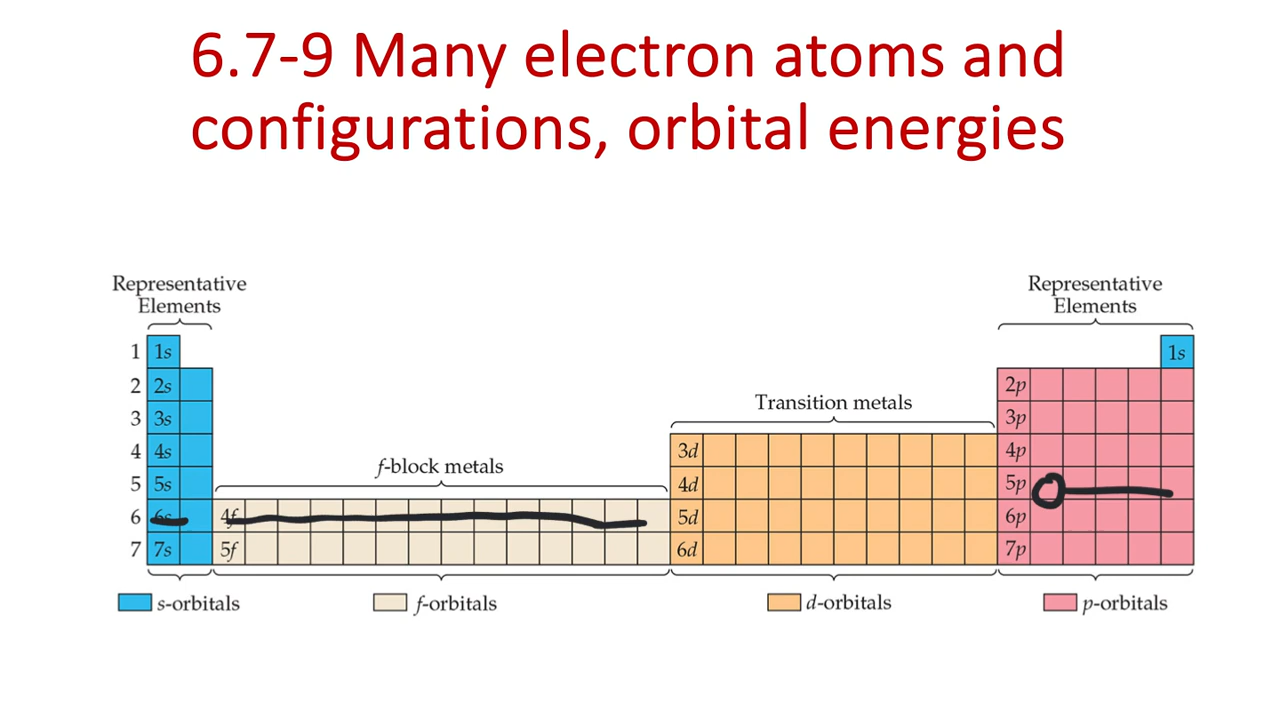 6.7-9 Many electron atoms and
configurations, orbital energies
Representative
Elements
Representative
Elements
1 1s 1s
2 2s 2p
Transition metals
3 3s 3p
4 4s 3d 4p
f-block metals
5 5s 4d 5p
6 6s 4f 5d 6p
7 7s 5f 6d 7p
s-orbitals f-orbitals d-orbitals p-orbitals